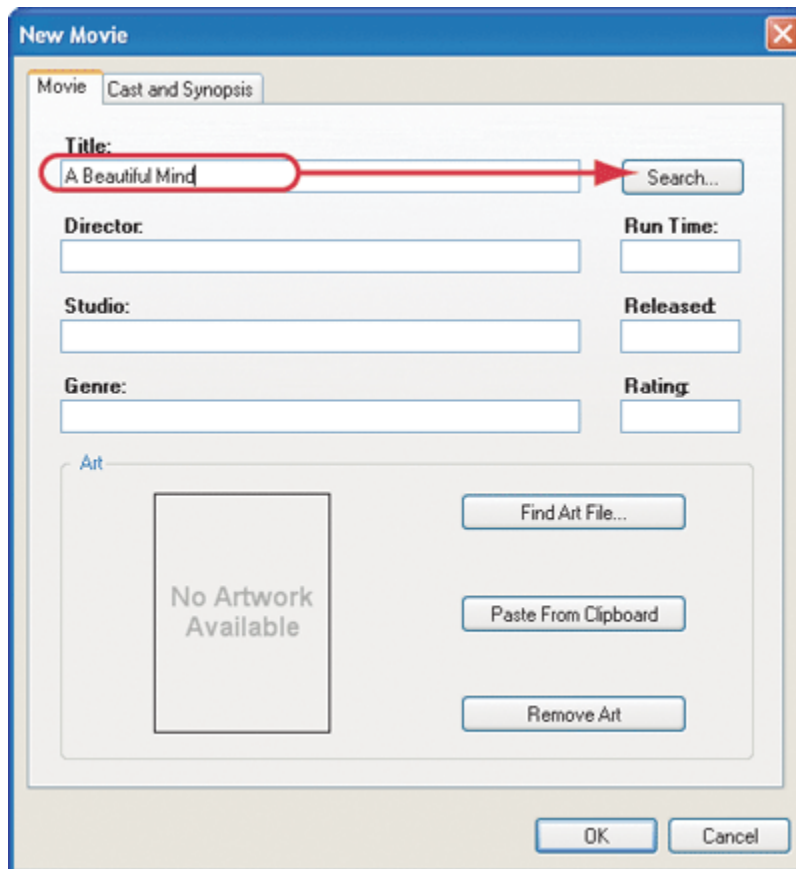 New Movie
Movie
Cast and Synopsis
Title:
A Beautiful Mind
Search...
Director:
Run Time:
Studio:
Released:
Genre:
Rating:
Art
No Artwork
Available
Find Art File...
Paste From Clipboard
Remove Art
OK
Cancel